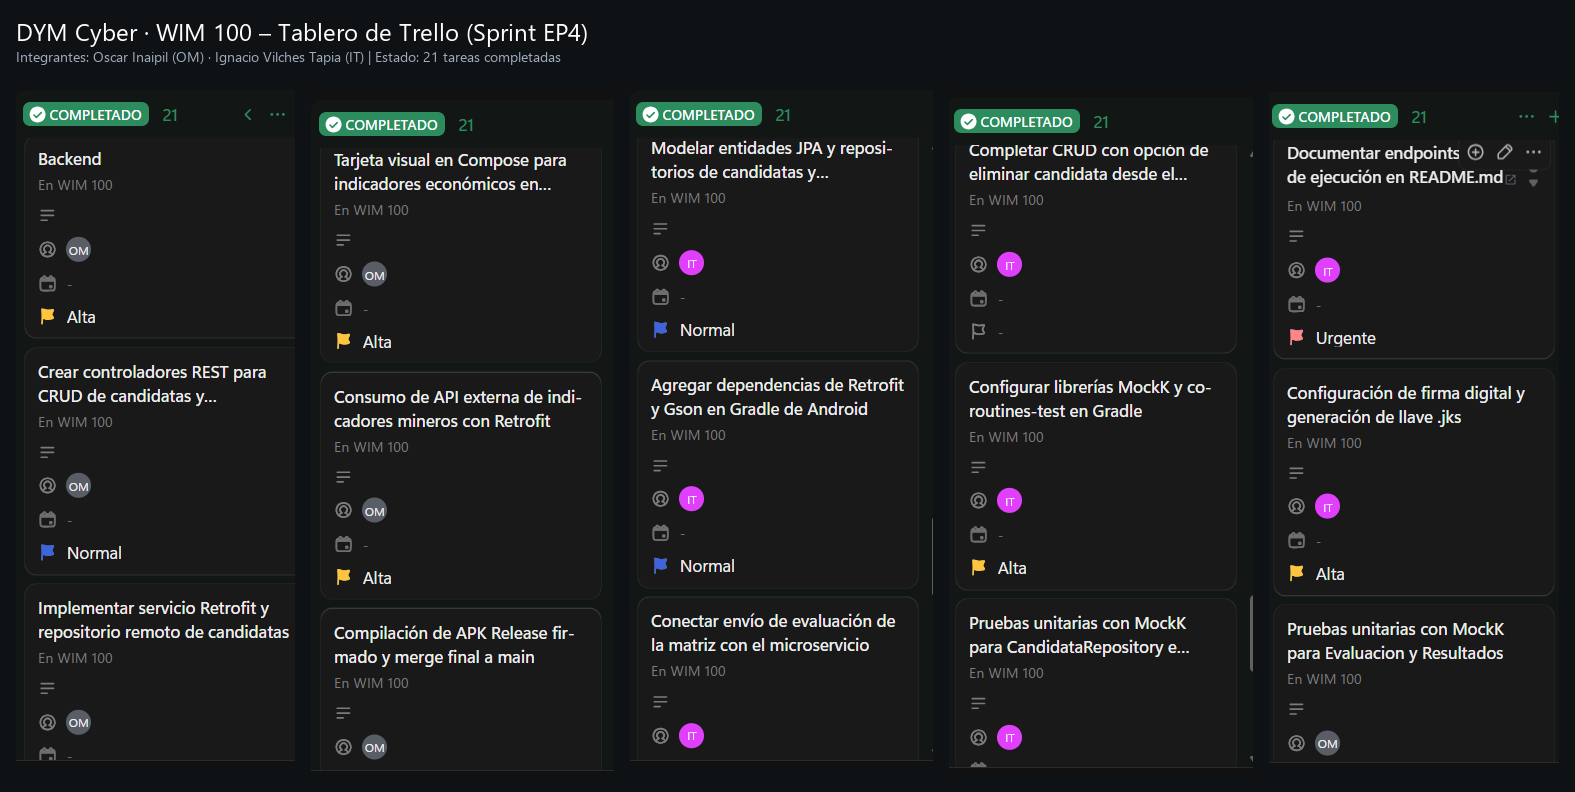 DYM Cyber · WIM 100 – Tablero de Trello (Sprint EP4)
Integrantes: Oscar Inaipil (OM) · Ignacio Vilches Tapia (IT) | Estado: 21 tareas completadas
COMPLETADO 21
Backend
En WIM 100
OM
-
Alta
Crear controladores REST para
CRUD de candidatas y...
En WIM 100
OM
-
Normal
Implementar servicio Retrofit y
repositorio remoto de candidatas
En WIM 100
OM
-
COMPLETADO 21
Tarjeta visual en Compose para
indicadores económicos en...
En WIM 100
OM
-
Alta
Consumo de API externa de indi-
cadores mineros con Retrofit
En WIM 100
OM
-
Alta
Compilación de APK Release fir-
mado y merge final a main
En WIM 100
OM
COMPLETADO 21
Modelar entidades JPA y reposi-
torios de candidatas y...
En WIM 100
IT
-
Normal
Agregar dependencias de Retrofit
y Gson en Gradle de Android
En WIM 100
IT
-
Normal
Conectar envío de evaluación de
la matriz con el microservicio
En WIM 100
IT
COMPLETADO 21
Completar CRUD con opción de
eliminar candidata desde el...
En WIM 100
IT
-
-
Configurar librerías MockK y co-
routines-test en Gradle
En WIM 100
IT
-
Alta
Pruebas unitarias con MockK
para CandidataRepository e...
En WIM 100
IT
COMPLETADO 21
Documentar endpoints
de ejecución en README.md
En WIM 100
IT
-
Urgente
Configuración de firma digital y
generación de llave .jks
En WIM 100
IT
-
Alta
Pruebas unitarias con MockK
para Evaluacion y Resultados
En WIM 100
OM